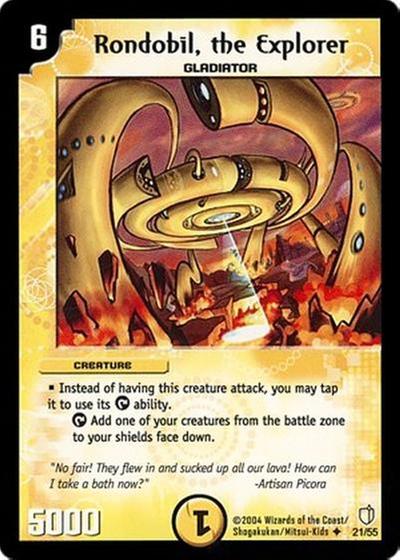 6
Rondobil, the Explorer
GLADIATOR
CREATURE
▪ Instead of having this creature attack, you may tap
it to use its ability.
Add one of your creatures from the battle zone
to your shields face down.
"No fair! They flew in and sucked up all our lava! How can
I take a bath now?" -Artisan Picora
5000
1
©2004 Wizards of the Coast/
Shogakukan/Mitsui-Kids ✦ 21/55